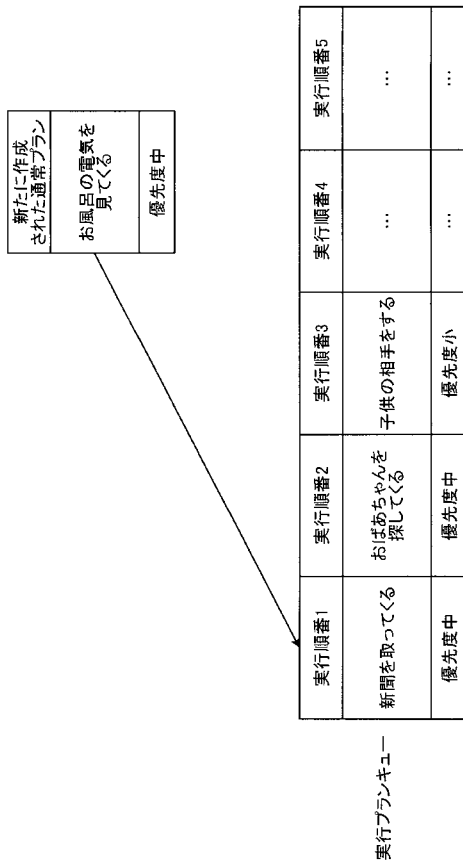 新たに作成
された通常プラン
お風呂の電気を
見てくる
優先度中
実行プランキュー
実行順番1
実行順番2
実行順番3
実行順番4
実行順番5
新聞を取ってくる
おばあちゃんを
探してくる
子供の相手をする
…
…
優先度中
優先度中
優先度小
…
…